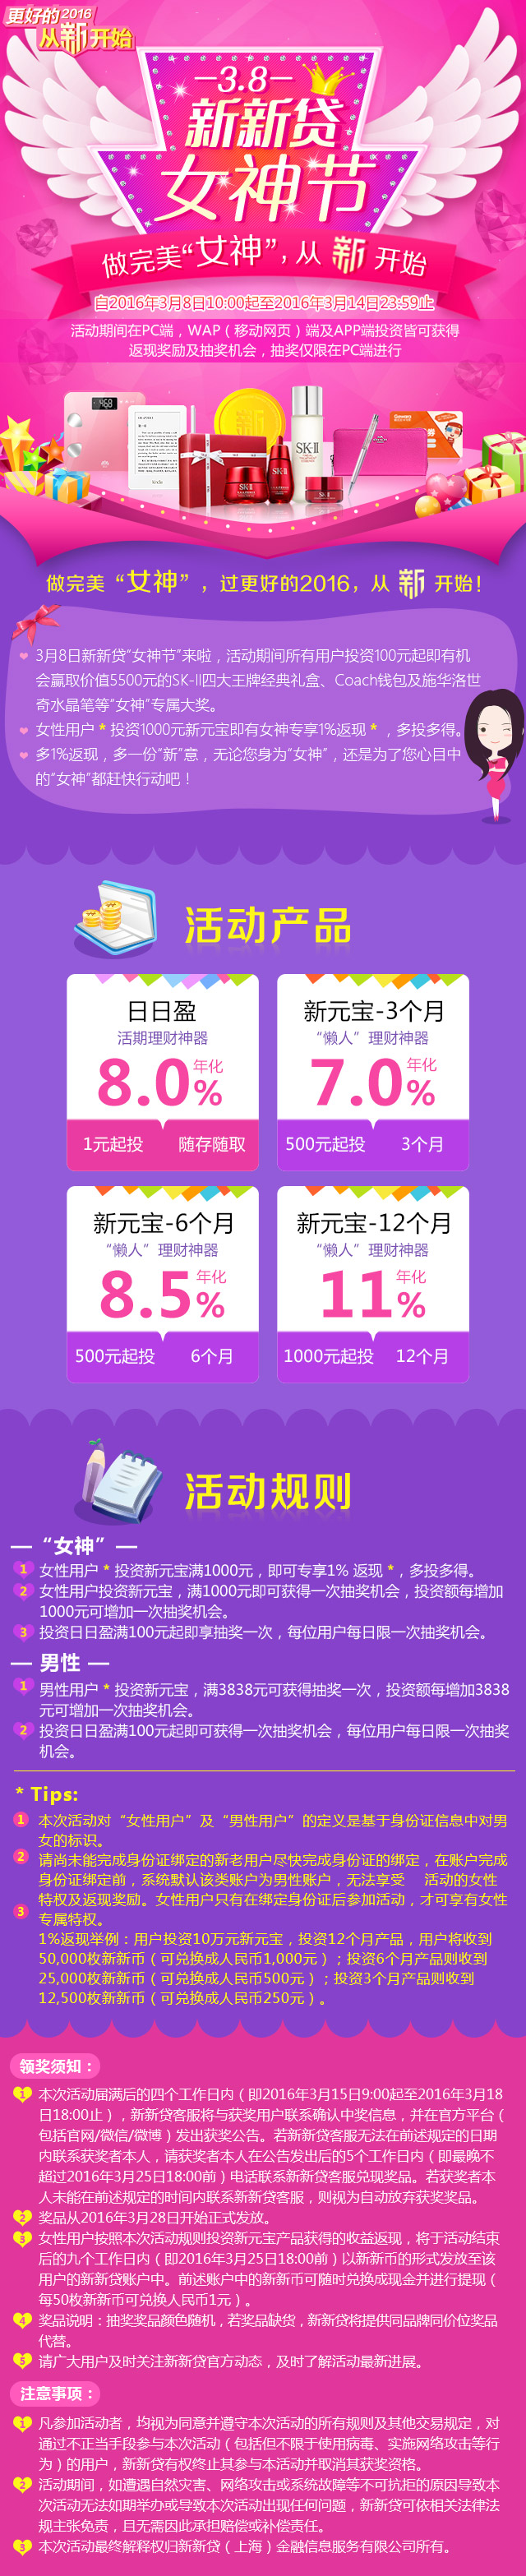 更好的2016
从新开始
3.8
新新贷
女神节
做完美“女神”，从 新 开始
自2016年3月8日10:00起至2016年3月14日23:59止
活动期间在PC端，WAP（移动网页）端及APP端投资皆可获得
返现奖励及抽奖机会，抽奖仅限在PC端进行
SK-II
SK-II
做完美“女神”，过更好的2016，从 新 开始！
3月8日新新贷“女神节”来啦，活动期间所有用户投资100元起即有机
会赢取价值5500元的SK-II四大王牌经典礼盒、Coach钱包及施华洛世
奇水晶笔等“女神”专属大奖。
女性用户 * 投资1000元新元宝即有女神专享1%返现 * ，多投多得。
多1%返现，多一份“新”意，无论您身为“女神”，还是为了您心目中
的“女神”都赶快行动吧！
活动产品
日日盈
活期理财神器
8.0%年化
1元起投 随存随取
新元宝-3个月
“懒人”理财神器
7.0%年化
500元起投 3个月
新元宝-6个月
“懒人”理财神器
8.5%年化
500元起投 6个月
新元宝-12个月
“懒人”理财神器
11%年化
1000元起投 12个月
活动规则
— “女神” —
1 女性用户 * 投资新元宝满1000元，即可专享1% 返现 *，多投多得。
2 女性用户投资新元宝，满1000元即可获得一次抽奖机会，投资额每增加
1000元可增加一次抽奖机会。
3 投资日日盈满100元起即享抽奖一次，每位用户每日限一次抽奖机会。
— 男性 —
1 男性用户 * 投资新元宝，满3838元可获得抽奖一次，投资额每增加3838
元可增加一次抽奖机会。
2 投资日日盈满100元起即可获得一次抽奖机会，每位用户每日限一次抽奖
机会。
* Tips:
1 本次活动对“女性用户”及“男性用户”的定义是基于身份证信息中对男
女的标识。
2 请尚未能完成身份证绑定的新老用户尽快完成身份证的绑定，在账户完成
身份证绑定前，系统默认该类账户为男性账户，无法享受 活动的女性
特权及返现奖励。女性用户只有在绑定身份证后参加活动，才可享有女性
专属特权。
3 1%返现举例：用户投资10万元新元宝，投资12个月产品，用户将收到
50,000枚新新币（可兑换成人民币1,000元）；投资6个月产品则收到
25,000枚新新币（可兑换成人民币500元）；投资3个月产品则收到
12,500枚新新币（可兑换成人民币250元）。
领奖须知：
1 本次活动届满后的四个工作日内（即2016年3月15日9:00起至2016年3月18
日18:00止），新新贷客服将与获奖用户联系确认中奖信息，并在官方平台（
包括官网/微信/微博）发出获奖公告。若新新贷客服无法在前述规定的日期
内联系获奖者本人，请获奖者本人在公告发出后的5个工作日内（即最晚不
超过2016年3月25日18:00前）电话联系新新贷客服兑现奖品。若获奖者本
人未能在前述规定的时间内联系新新贷客服，则视为自动放弃获奖奖品。
2 奖品从2016年3月28日开始正式发放。
3 女性用户按照本次活动规则投资新元宝产品获得的收益返现，将于活动结束
后的九个工作日内（即2016年3月25日18:00前）以新新币的形式发放至该
用户的新新贷账户中。前述账户中的新新币可随时兑换成现金并进行提现（
每50枚新新币可兑换人民币1元）。
4 奖品说明：抽奖奖品颜色随机，若奖品缺货，新新贷将提供同品牌同价位奖品
代替。
5 请广大用户及时关注新新贷官方动态，及时了解活动最新进展。
注意事项：
1 凡参加活动者，均视为同意并遵守本次活动的所有规则及其他交易规定，对
通过不正当手段参与本次活动（包括但不限于使用病毒、实施网络攻击等行
为）的用户，新新贷有权终止其参与本活动并取消其获奖资格。
2 活动期间，如遭遇自然灾害、网络攻击或系统故障等不可抗拒的原因导致本
次活动无法如期举办或导致本次活动出现任何问题，新新贷可依相关法律法
规主张免责，且无需因此承担赔偿或补偿责任。
3 本次活动最终解释权归新新贷（上海）金融信息服务有限公司所有。